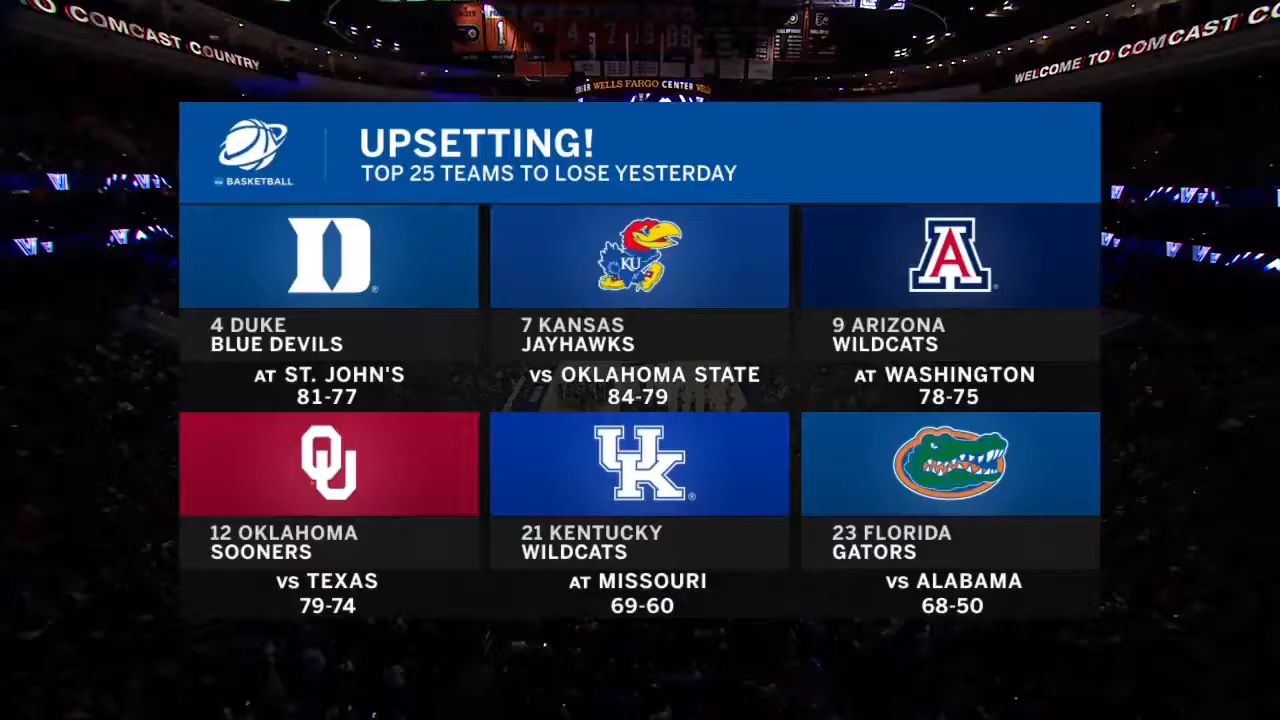 TO COMCAST COUNTRY
WELCOME TO COMCAST
WELLS FARGO CENTER
UPSETTING!
TOP 25 TEAMS TO LOSE YESTERDAY
BASKETBALL
D
KU
A
4 DUKE
BLUE DEVILS
7 KANSAS
JAYHAWKS
9 ARIZONA
WILDCATS
AT ST. JOHN'S
81-77
VS OKLAHOMA STATE
84-79
AT WASHINGTON
78-75
OU
UK
12 OKLAHOMA
SOONERS
21 KENTUCKY
WILDCATS
23 FLORIDA
GATORS
VS TEXAS
79-74
AT MISSOURI
69-60
VS ALABAMA
68-50